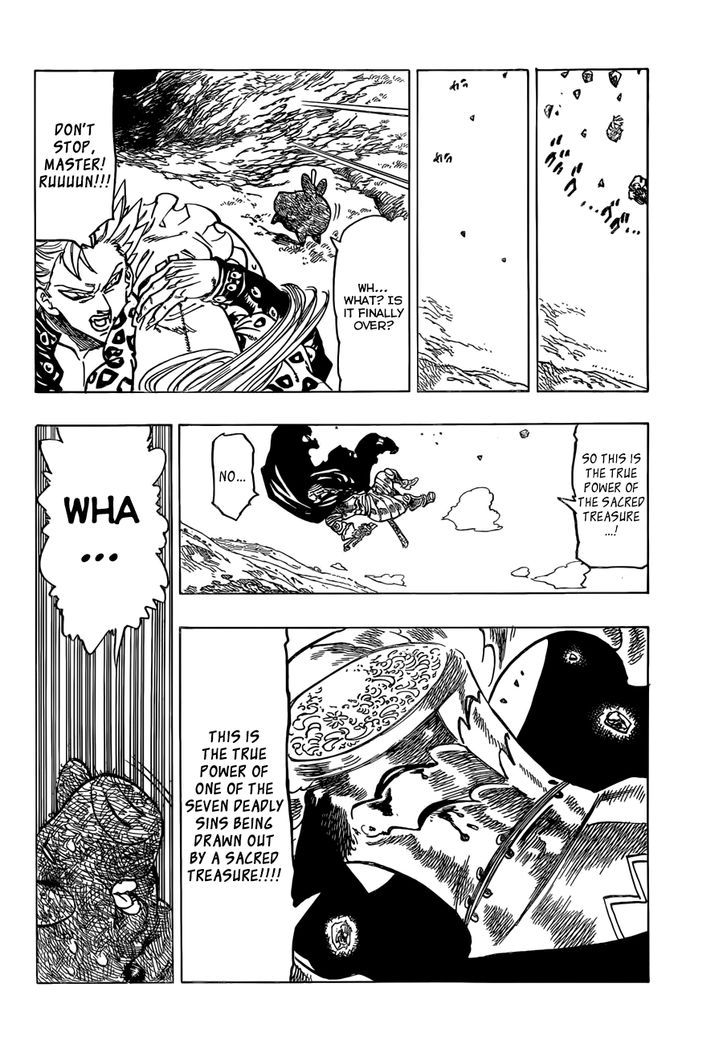 WH...
WHAT? IS
IT FINALLY
OVER?
DON'T
STOP,
MASTER!
RUUUUN!!!
SO THIS IS
THE TRUE
POWER OF
THE SACRED
TREASURE
...!
NO...
THIS IS
THE TRUE
POWER OF
ONE OF THE
SEVEN DEADLY
SINS BEING
DRAWN OUT
BY A SACRED
TREASURE!!!!
WHA
...